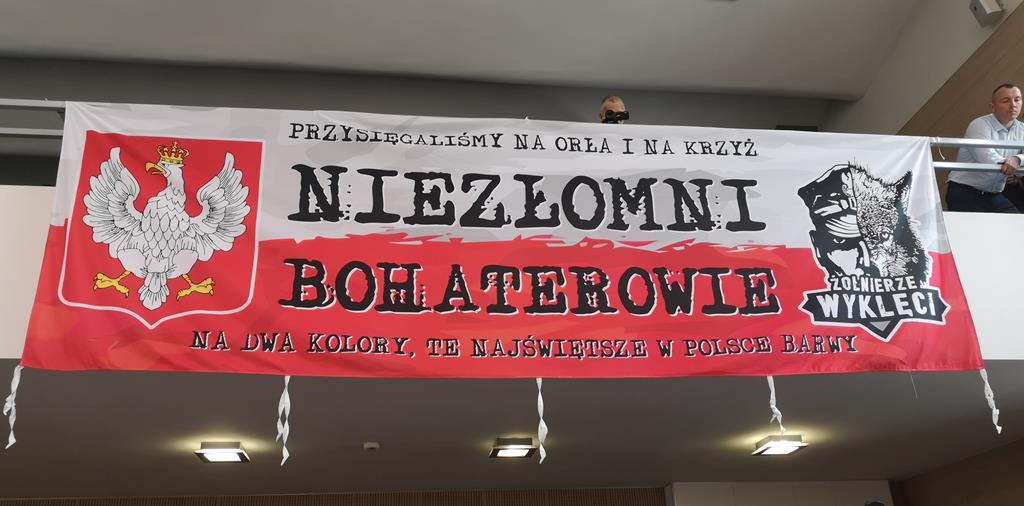 PRZYSIĘGALIŚMY NA ORŁA I NA KRZYŻ
NIEZŁOMNI
BOHATEROWIE
NA DWA KOLORY, TE NAJŚWIĘTSZE W POLSCE BARWY
ŻOŁNIERZE
WYKLĘCI